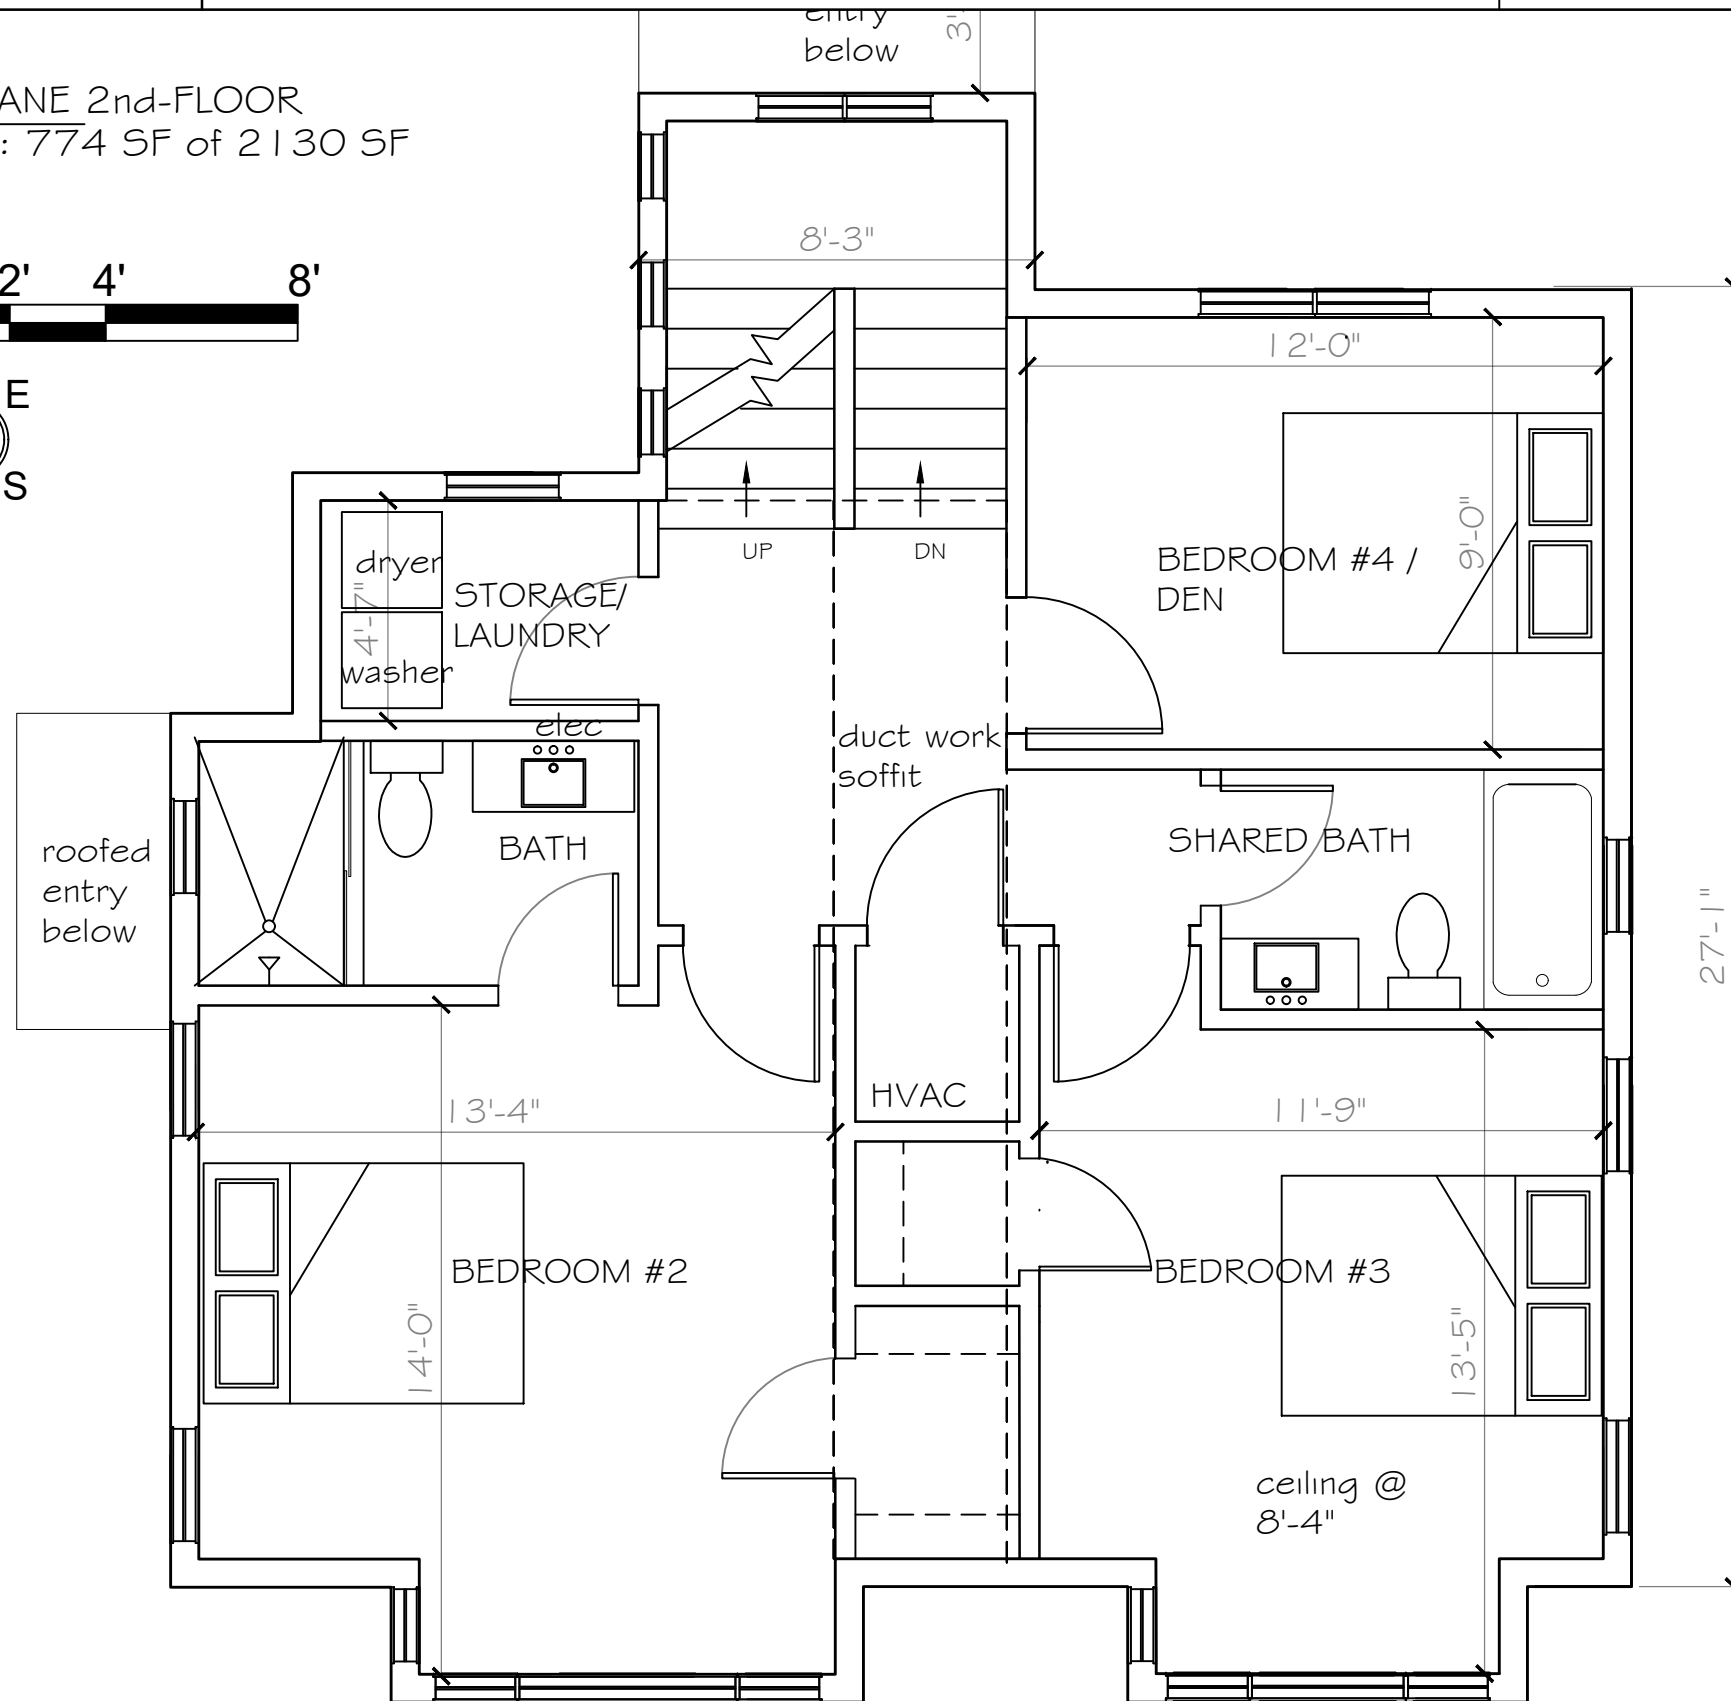 entry
below
3'
ANE 2nd-FLOOR
: 774 SF of 2130 SF
2' 4' 8'
E
S
8'-3"
12'-0"
9'-0"
BEDROOM #4 /
DEN
UP DN
dryer
4'-7"
STORAGE/
LAUNDRY
washer
elec
duct work
soffit
BATH
SHARED BATH
roofed
entry
below
27'-1"
HVAC
13'-4"
11'-9"
BEDROOM #2
BEDROOM #3
14'-0"
13'-5"
ceiling @
8'-4"